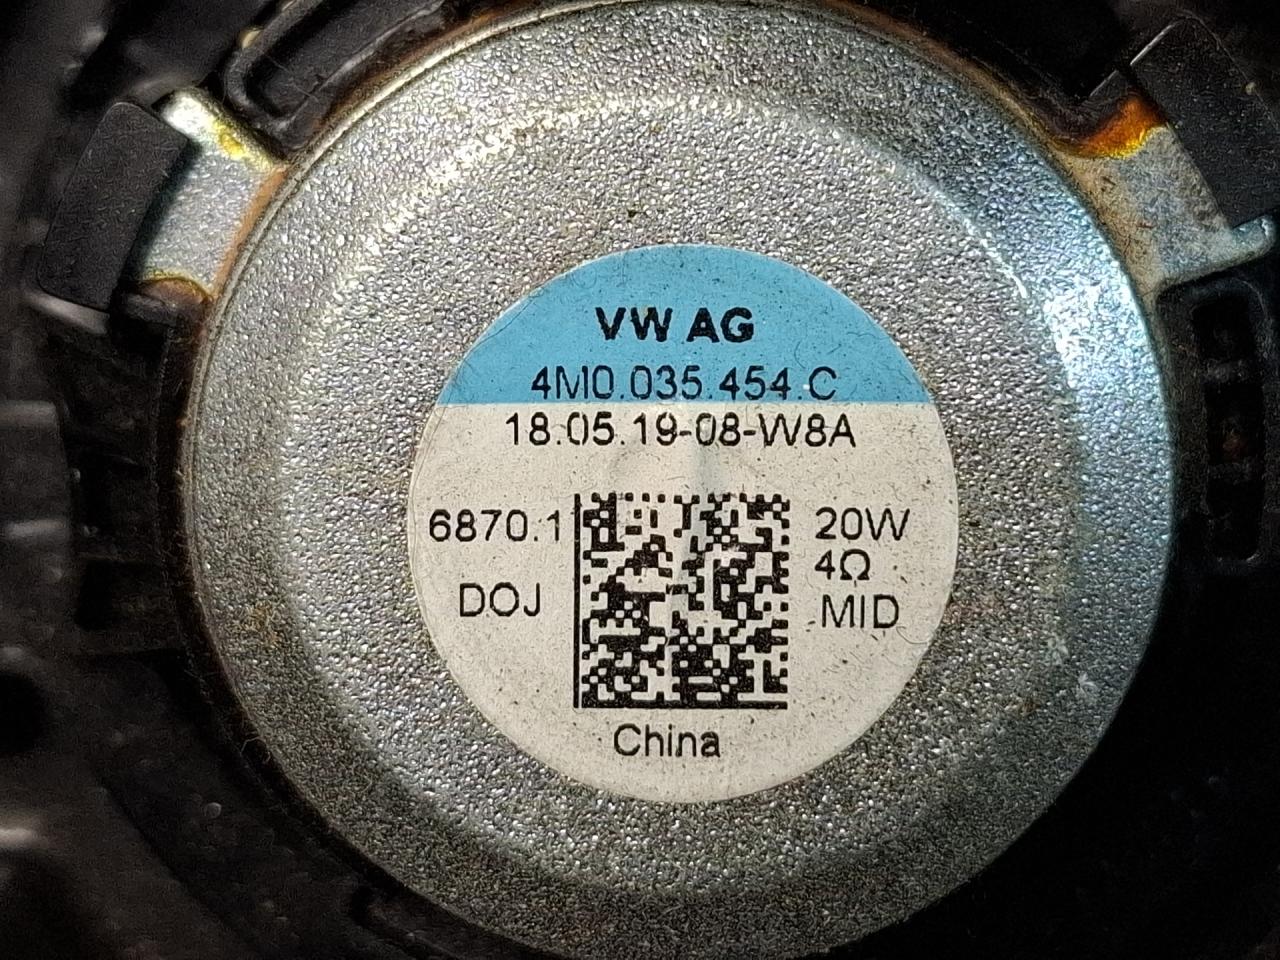 VW AG
4M0.035.454.C
18.05.19-08-W8A
6870.1
DOJ
20W
4Ω
MID
China